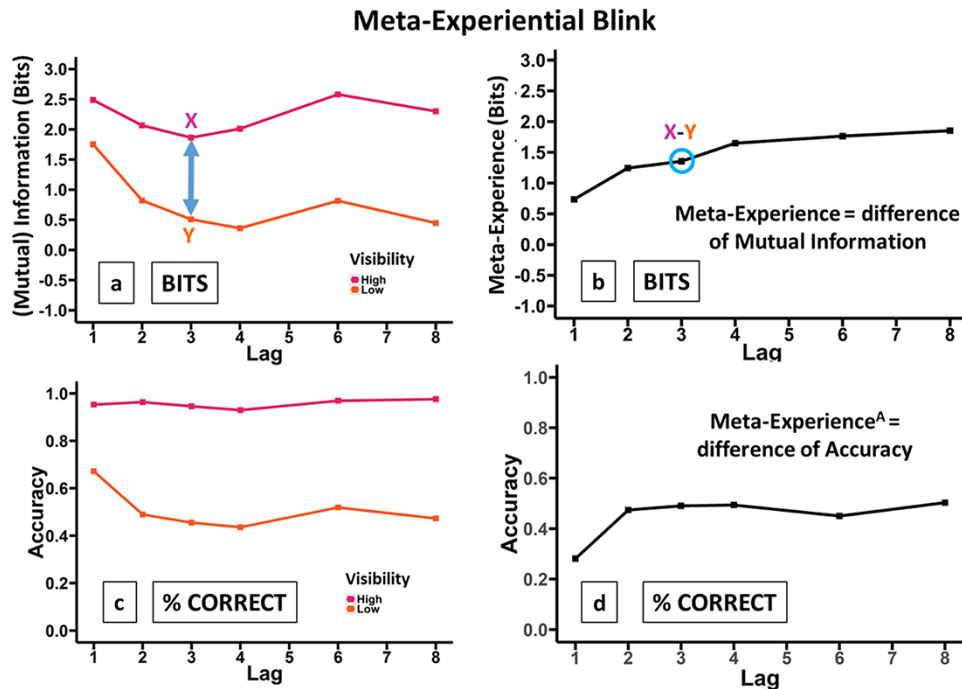 Meta-Experiential Blink
(Mutual) Information (Bits)
3.0
2.5
2.0
1.5
1.0
0.5
0.0
-0.5
-1.0
X
Y
a
BITS
Visibility
High
Low
1 2 3 4 5 6 7 8
Lag
Meta-Experience (Bits)
3.0
2.5
2.0
1.5
1.0
0.5
0.0
-0.5
-1.0
X-Y
Meta-Experience = difference
of Mutual Information
b
BITS
1 2 3 4 5 6 7 8
Lag
Accuracy
1.0
0.8
0.6
0.4
0.2
0.0
c
% CORRECT
Visibility
High
Low
1 2 3 4 5 6 7 8
Lag
Accuracy
1.0
0.8
0.6
0.4
0.2
0.0
Meta-Experienceᴬ =
difference of Accuracy
d
% CORRECT
1 2 3 4 5 6 7 8
Lag